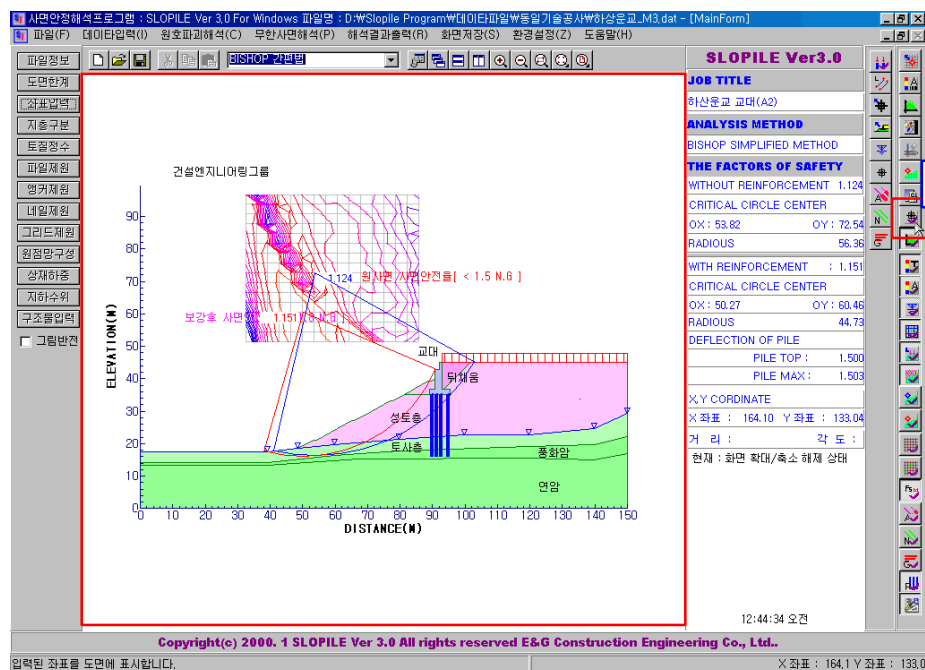 사면안정해석프로그램 : SLOPILE Ver 3.0 For Windows 파일명 : D:₩Slopile Program₩데이타파일₩동일기술공사₩하상운교_M3.dat - [MainForm]
파일(F) 데이타입력(I) 원호파괴해석(C) 무한사면해석(P) 해석결과출력(R) 화면저장(S) 환경설정(Z) 도움말(H)
파일정보
도면한계
좌표입력
지층구분
토질정수
파일제원
앵커제원
네일제원
그리드제원
원점망구성
상재하중
지하수위
구조물입력
그림반전
BISHOP 간편법
건설엔지니어링그룹
ELEVATION(M)
90
80
70
60
50
40
30
20
10
0
1.124 원사면 사면안전율[ < 1.5 N.G ]
보강후 사면
1.151
교대
뒤채움
성토층
토사층
풍화암
연암
0 10 20 30 40 50 60 70 80 90 100 110 120 130 140 150
DISTANCE(M)
SLOPILE Ver3.0
JOB TITLE
하산운교 교대(A2)
ANALYSIS METHOD
BISHOP SIMPLIFIED METHOD
THE FACTORS OF SAFETY
WITHOUT REINFORCEMENT 1.124
CRITICAL CIRCLE CENTER
OX : 53.82 OY : 72.54
RADIOUS 56.36
WITH REINFORCEMENT : 1.151
CRITICAL CIRCLE CENTER
OX : 50.27 OY : 60.46
RADIOUS 44.73
DEFLECTION OF PILE
PILE TOP : 1.500
PILE MAX : 1.503
X,Y CORDINATE
X 좌표 : 164.10 Y 좌표 : 133.04
거 리 : 각 도 :
현재 : 화면 확대/축소 해제 상태
12:44:34 오전
Copyright(c) 2000. 1 SLOPILE Ver 3.0 All rights reserved E&G Construction Engineering Co., Ltd..
입력된 좌표를 도면에 표시합니다.
X 좌표 : 164.1 Y 좌표 : 133.0